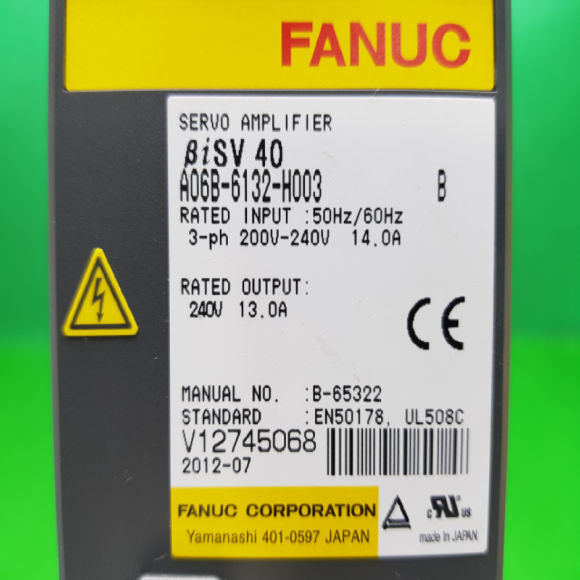 FANUC
SERVO AMPLIFIER
βiSV 40
A06B-6132-H003 B
RATED INPUT :50Hz/60Hz
3-ph 200V-240V 14.0A
RATED OUTPUT:
240V 13.0A
CE
MANUAL NO. :B-65322
STANDARD :EN50178, UL508C
V12745068
2012-07
FANUC CORPORATION
Yamanashi 401-0597 JAPAN
c RU us
made in JAPAN